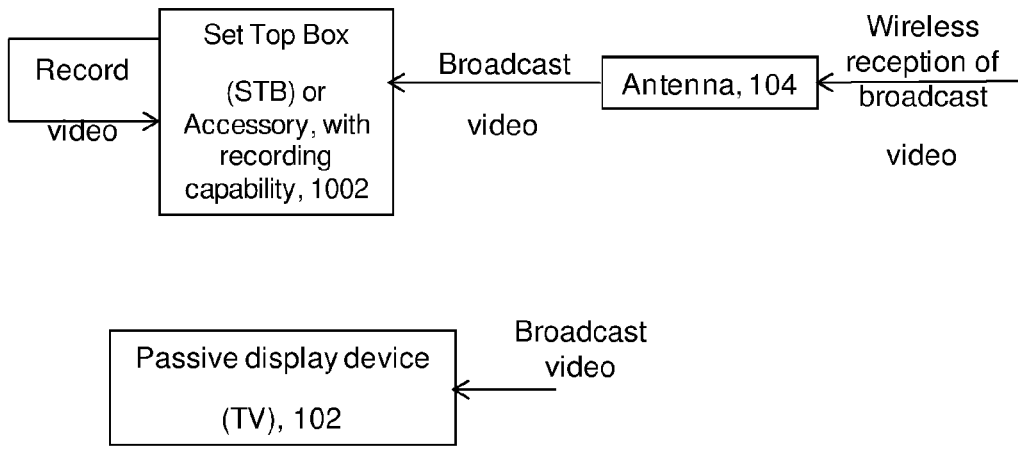 Record
video
Set Top Box
(STB) or
Accessory, with
recording
capability, 1002
Broadcast
video
Antenna, 104
Wireless
reception of
broadcast
video
Passive display device
(TV), 102
Broadcast
video